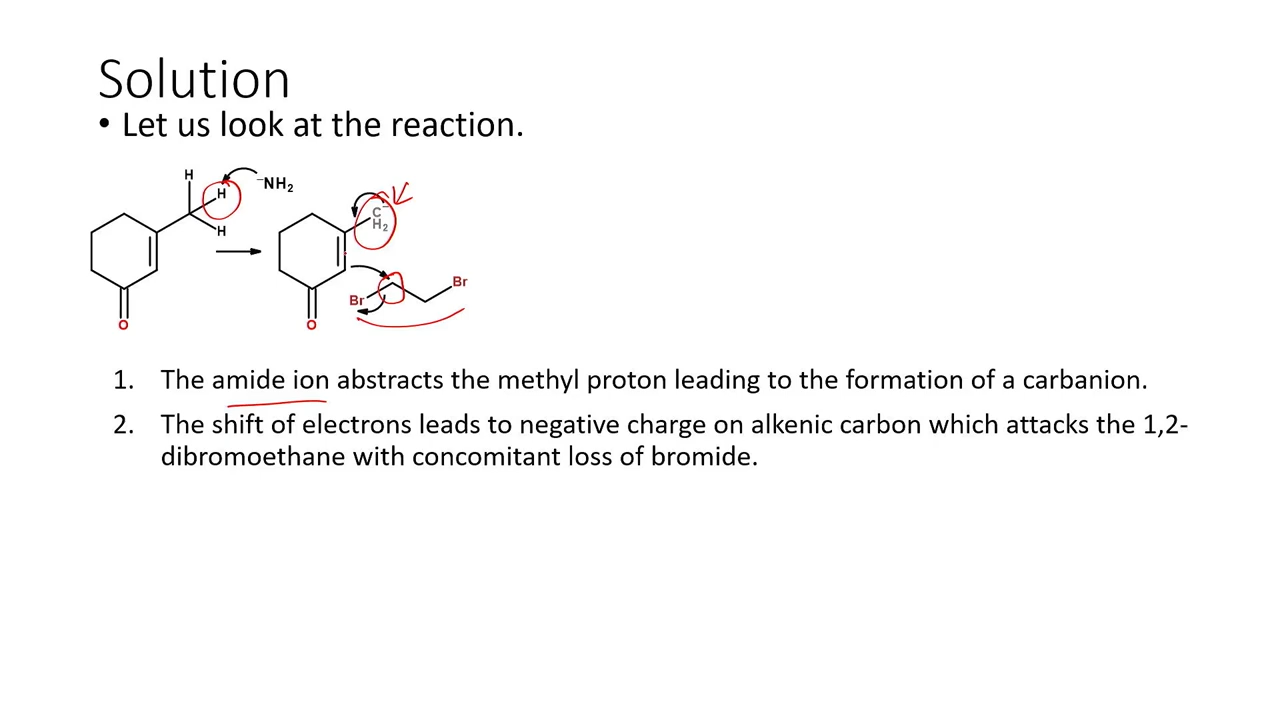 Solution
• Let us look at the reaction.
H
H
⁻NH₂
H
O
C⁻
H₂
Br
Br
O
1. The amide ion abstracts the methyl proton leading to the formation of a carbanion.
2. The shift of electrons leads to negative charge on alkenic carbon which attacks the 1,2-
dibromoethane with concomitant loss of bromide.